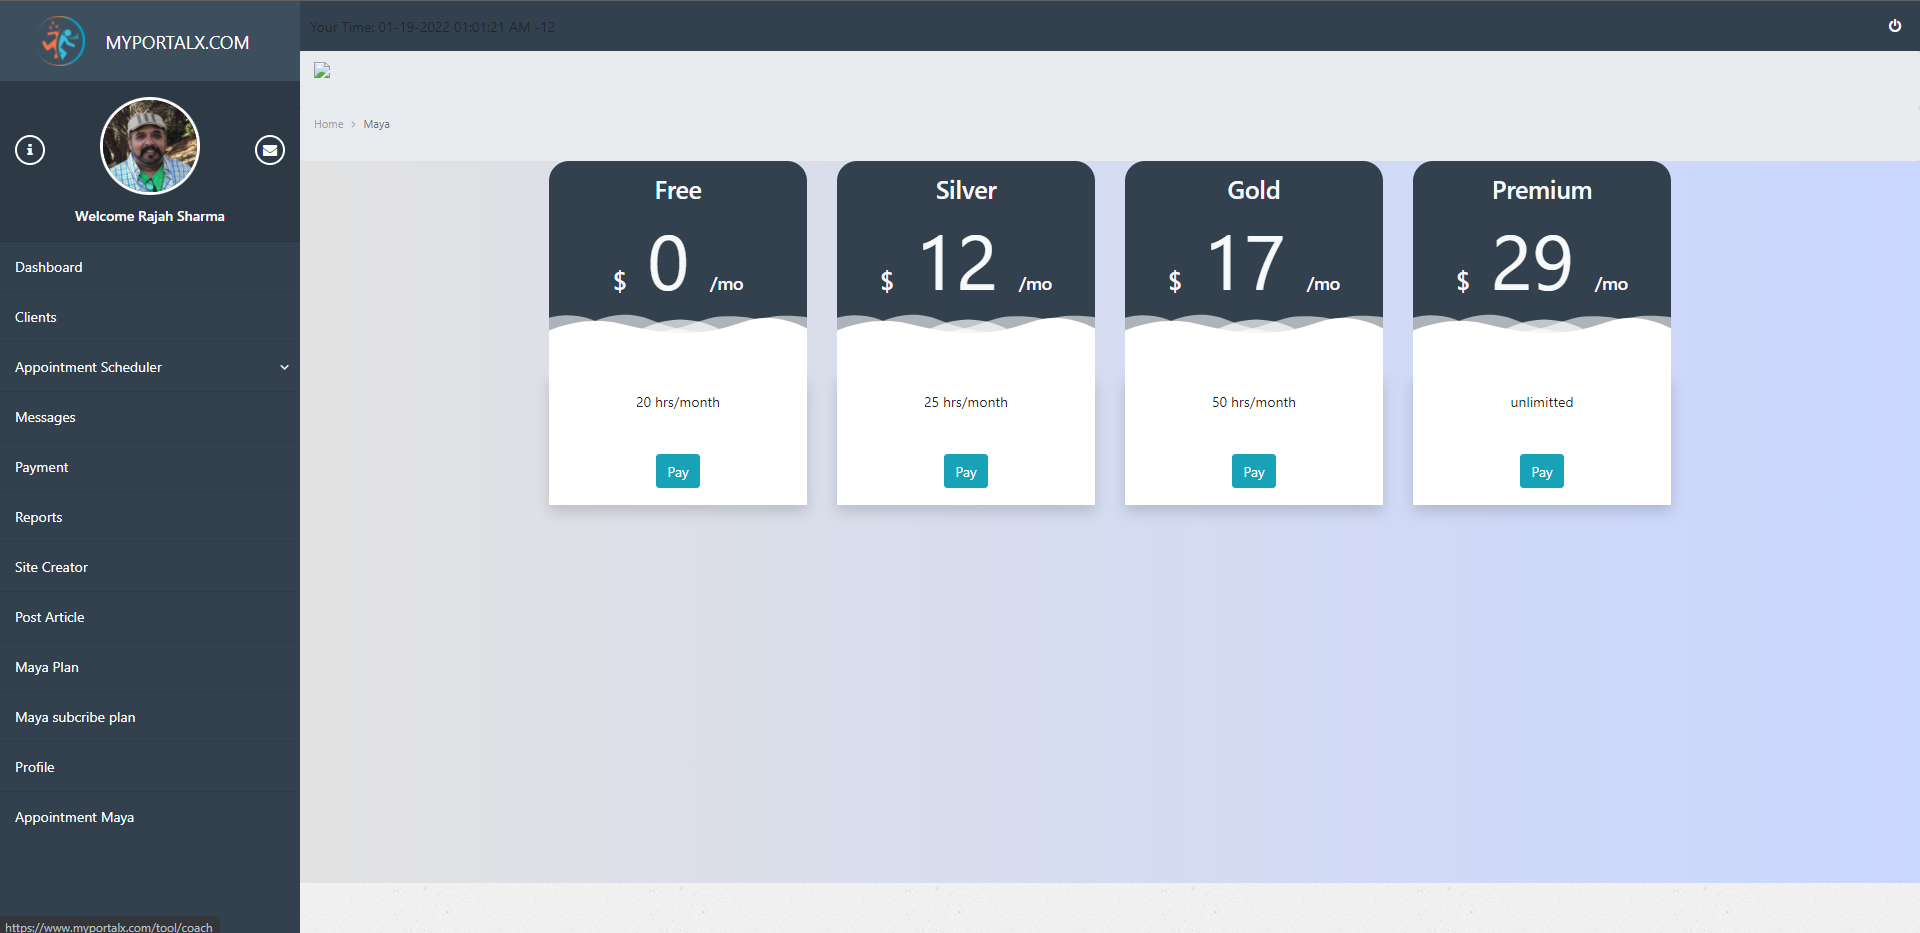 MYPORTALX.COM
Your Time: 01-19-2022 01:01:21 AM -12
Welcome Rajah Sharma
Dashboard
Clients
Appointment Scheduler
Messages
Payment
Reports
Site Creator
Post Article
Maya Plan
Maya subcribe plan
Profile
Appointment Maya
https://www.myportalx.com/tool/coach
Home > Maya
Free
$ 0 /mo
20 hrs/month
Pay
Silver
$ 12 /mo
25 hrs/month
Pay
Gold
$ 17 /mo
50 hrs/month
Pay
Premium
$ 29 /mo
unlimitted
Pay